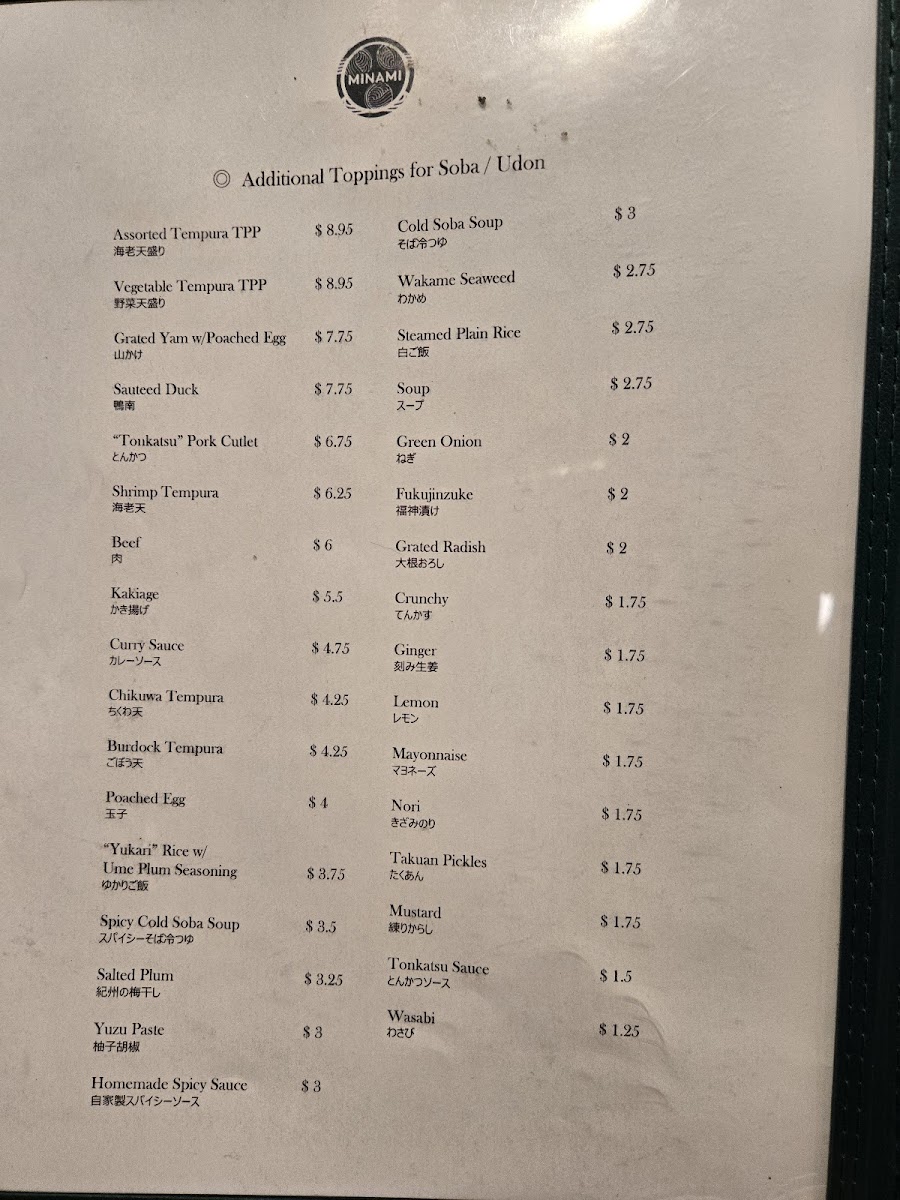 MINAMI
◎ Additional Toppings for Soba / Udon
Assorted Tempura TPP $ 8.95
海老天盛り
Vegetable Tempura TPP $ 8.95
野菜天盛り
Grated Yam w/Poached Egg $ 7.75
山かけ
Sauteed Duck $ 7.75
鴨南
“Tonkatsu” Pork Cutlet $ 6.75
とんかつ
Shrimp Tempura $ 6.25
海老天
Beef $ 6
肉
Kakiage $ 5.5
かき揚げ
Curry Sauce $ 4.75
カレーソース
Chikuwa Tempura $ 4.25
ちくわ天
Burdock Tempura $ 4.25
ごぼう天
Poached Egg $ 4
玉子
“Yukari” Rice w/
Ume Plum Seasoning $ 3.75
ゆかりご飯
Spicy Cold Soba Soup $ 3.5
スパイシーそば冷つゆ
Salted Plum $ 3.25
紀州の梅干し
Yuzu Paste $ 3
柚子胡椒
Homemade Spicy Sauce $ 3
自家製スパイシーソース
Cold Soba Soup $ 3
そば冷つゆ
Wakame Seaweed $ 2.75
わかめ
Steamed Plain Rice $ 2.75
白ご飯
Soup $ 2.75
スープ
Green Onion $ 2
ねぎ
Fukujinzuke $ 2
福神漬け
Grated Radish $ 2
大根おろし
Crunchy $ 1.75
てんかす
Ginger $ 1.75
刻み生姜
Lemon $ 1.75
レモン
Mayonnaise $ 1.75
マヨネーズ
Nori $ 1.75
きざみのり
Takuan Pickles $ 1.75
たくあん
Mustard $ 1.75
練りからし
Tonkatsu Sauce $ 1.5
とんかつソース
Wasabi $ 1.25
わさび